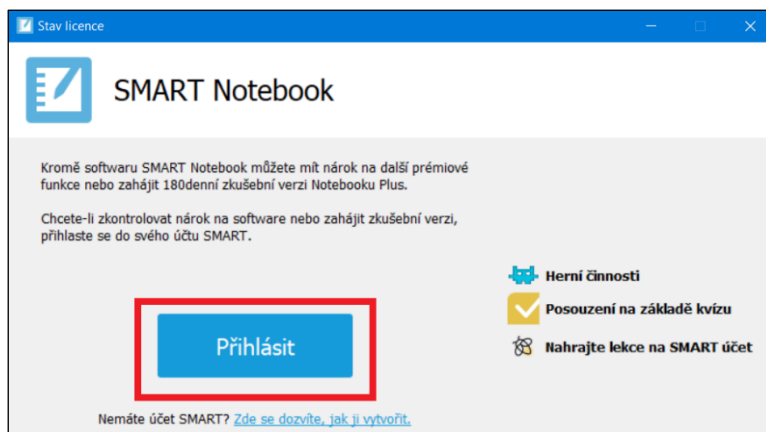 Stav licence
SMART Notebook
Kromě softwaru SMART Notebook můžete mít nárok na další prémiové
funkce nebo zahájit 180denní zkušební verzi Notebooku Plus.
Chcete-li zkontrolovat nárok na software nebo zahájit zkušební verzi,
přihlaste se do svého účtu SMART.
Herní činnosti
Posouzení na základě kvízu
Nahrajte lekce na SMART účet
Přihlásit
Nemáte účet SMART? Zde se dozvíte, jak ji vytvořit.